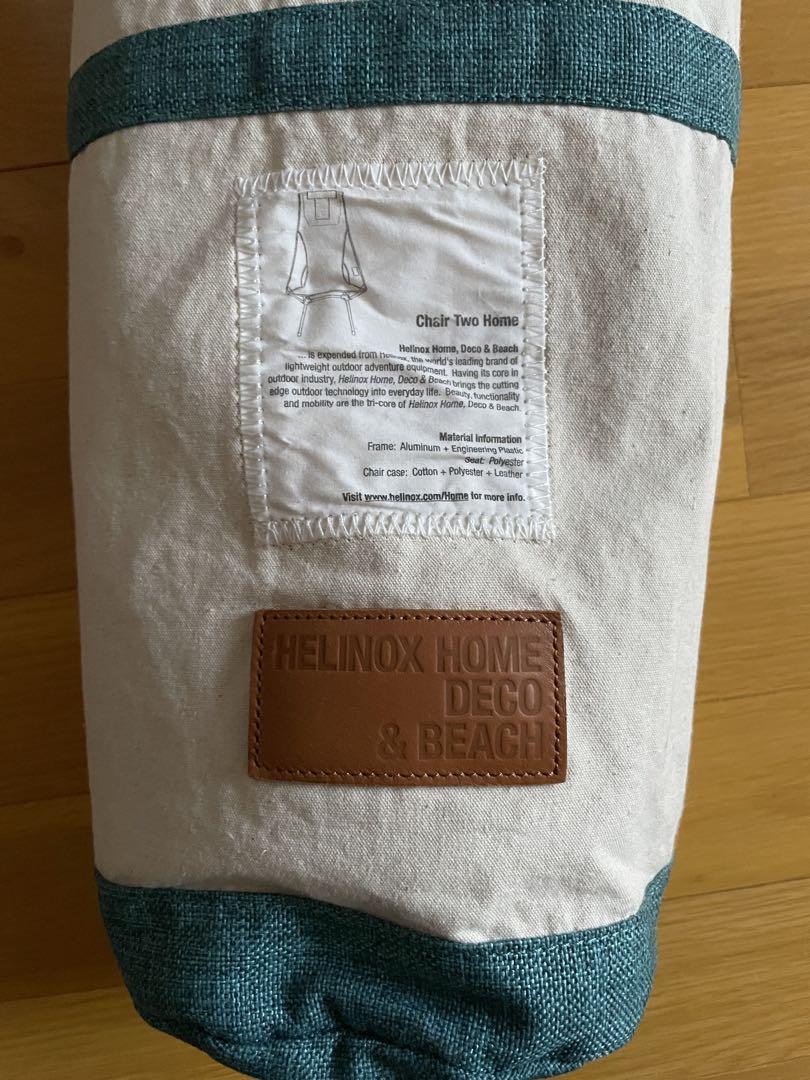 Chair Two Home
Helinox Home, Deco & Beach
... is expended from Helinox, the world's leading brand of
lightweight outdoor adventure equipment. Having its core in
outdoor industry, Helinox Home, Deco & Beach brings the cutting
edge outdoor technology into everyday life. Beauty, functionality
and mobility are the tri-core of Helinox Home, Deco & Beach.
Material Information
Frame: Aluminum + Engineering Plastic
Seat: Polyester
Chair case: Cotton + Polyester + Leather
Visit www.helinox.com/Home for more info.
HELINOX HOME
DECO
& BEACH